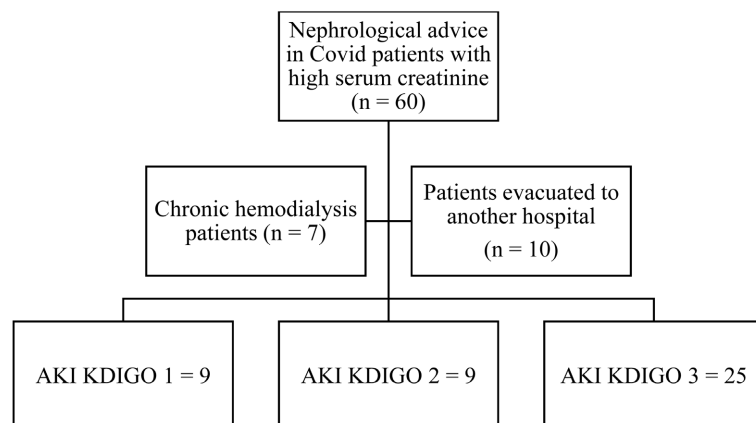 Nephrological advice
in Covid patients with
high serum creatinine
(n = 60)
Chronic hemodialysis
patients (n = 7)
Patients evacuated to
another hospital
(n = 10)
AKI KDIGO 1 = 9
AKI KDIGO 2 = 9
AKI KDIGO 3 = 25